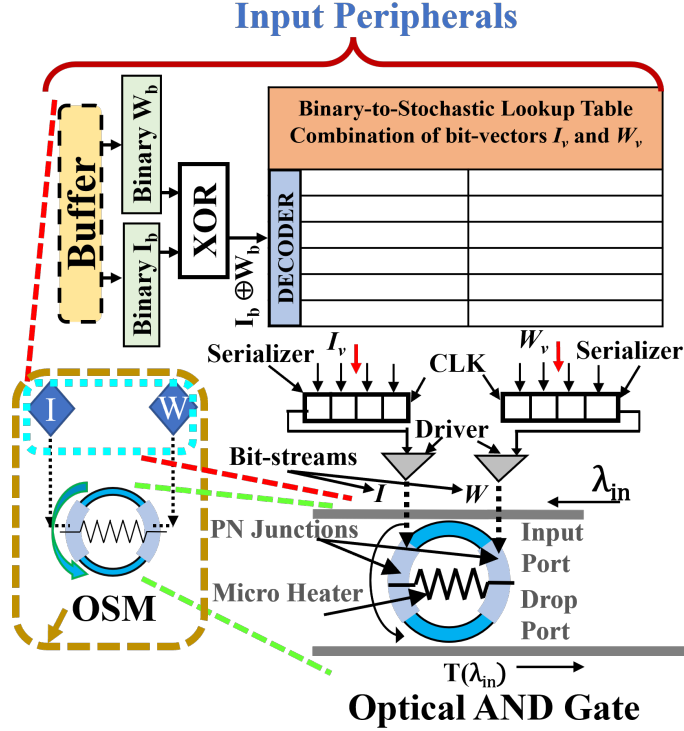 Input Peripherals
Buffer
Binary W_b
Binary I_b
XOR
I_b ⊕W_b
Binary-to-Stochastic Lookup Table
Combination of bit-vectors I_v and W_v
DECODER
I_v
W_v
Serializer
CLK
Serializer
Driver
Bit-streams
I
W
λ_in
I
W
OSM
PN Junctions
Input
Port
Micro Heater
Drop
Port
T(λ_in)
Optical AND Gate